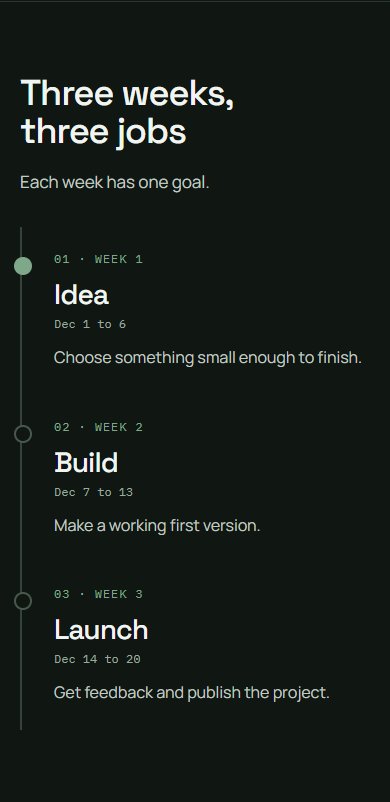 Three weeks,
three jobs
Each week has one goal.
01 · WEEK 1
Idea
Dec 1 to 6
Choose something small enough to finish.
02 · WEEK 2
Build
Dec 7 to 13
Make a working first version.
03 · WEEK 3
Launch
Dec 14 to 20
Get feedback and publish the project.